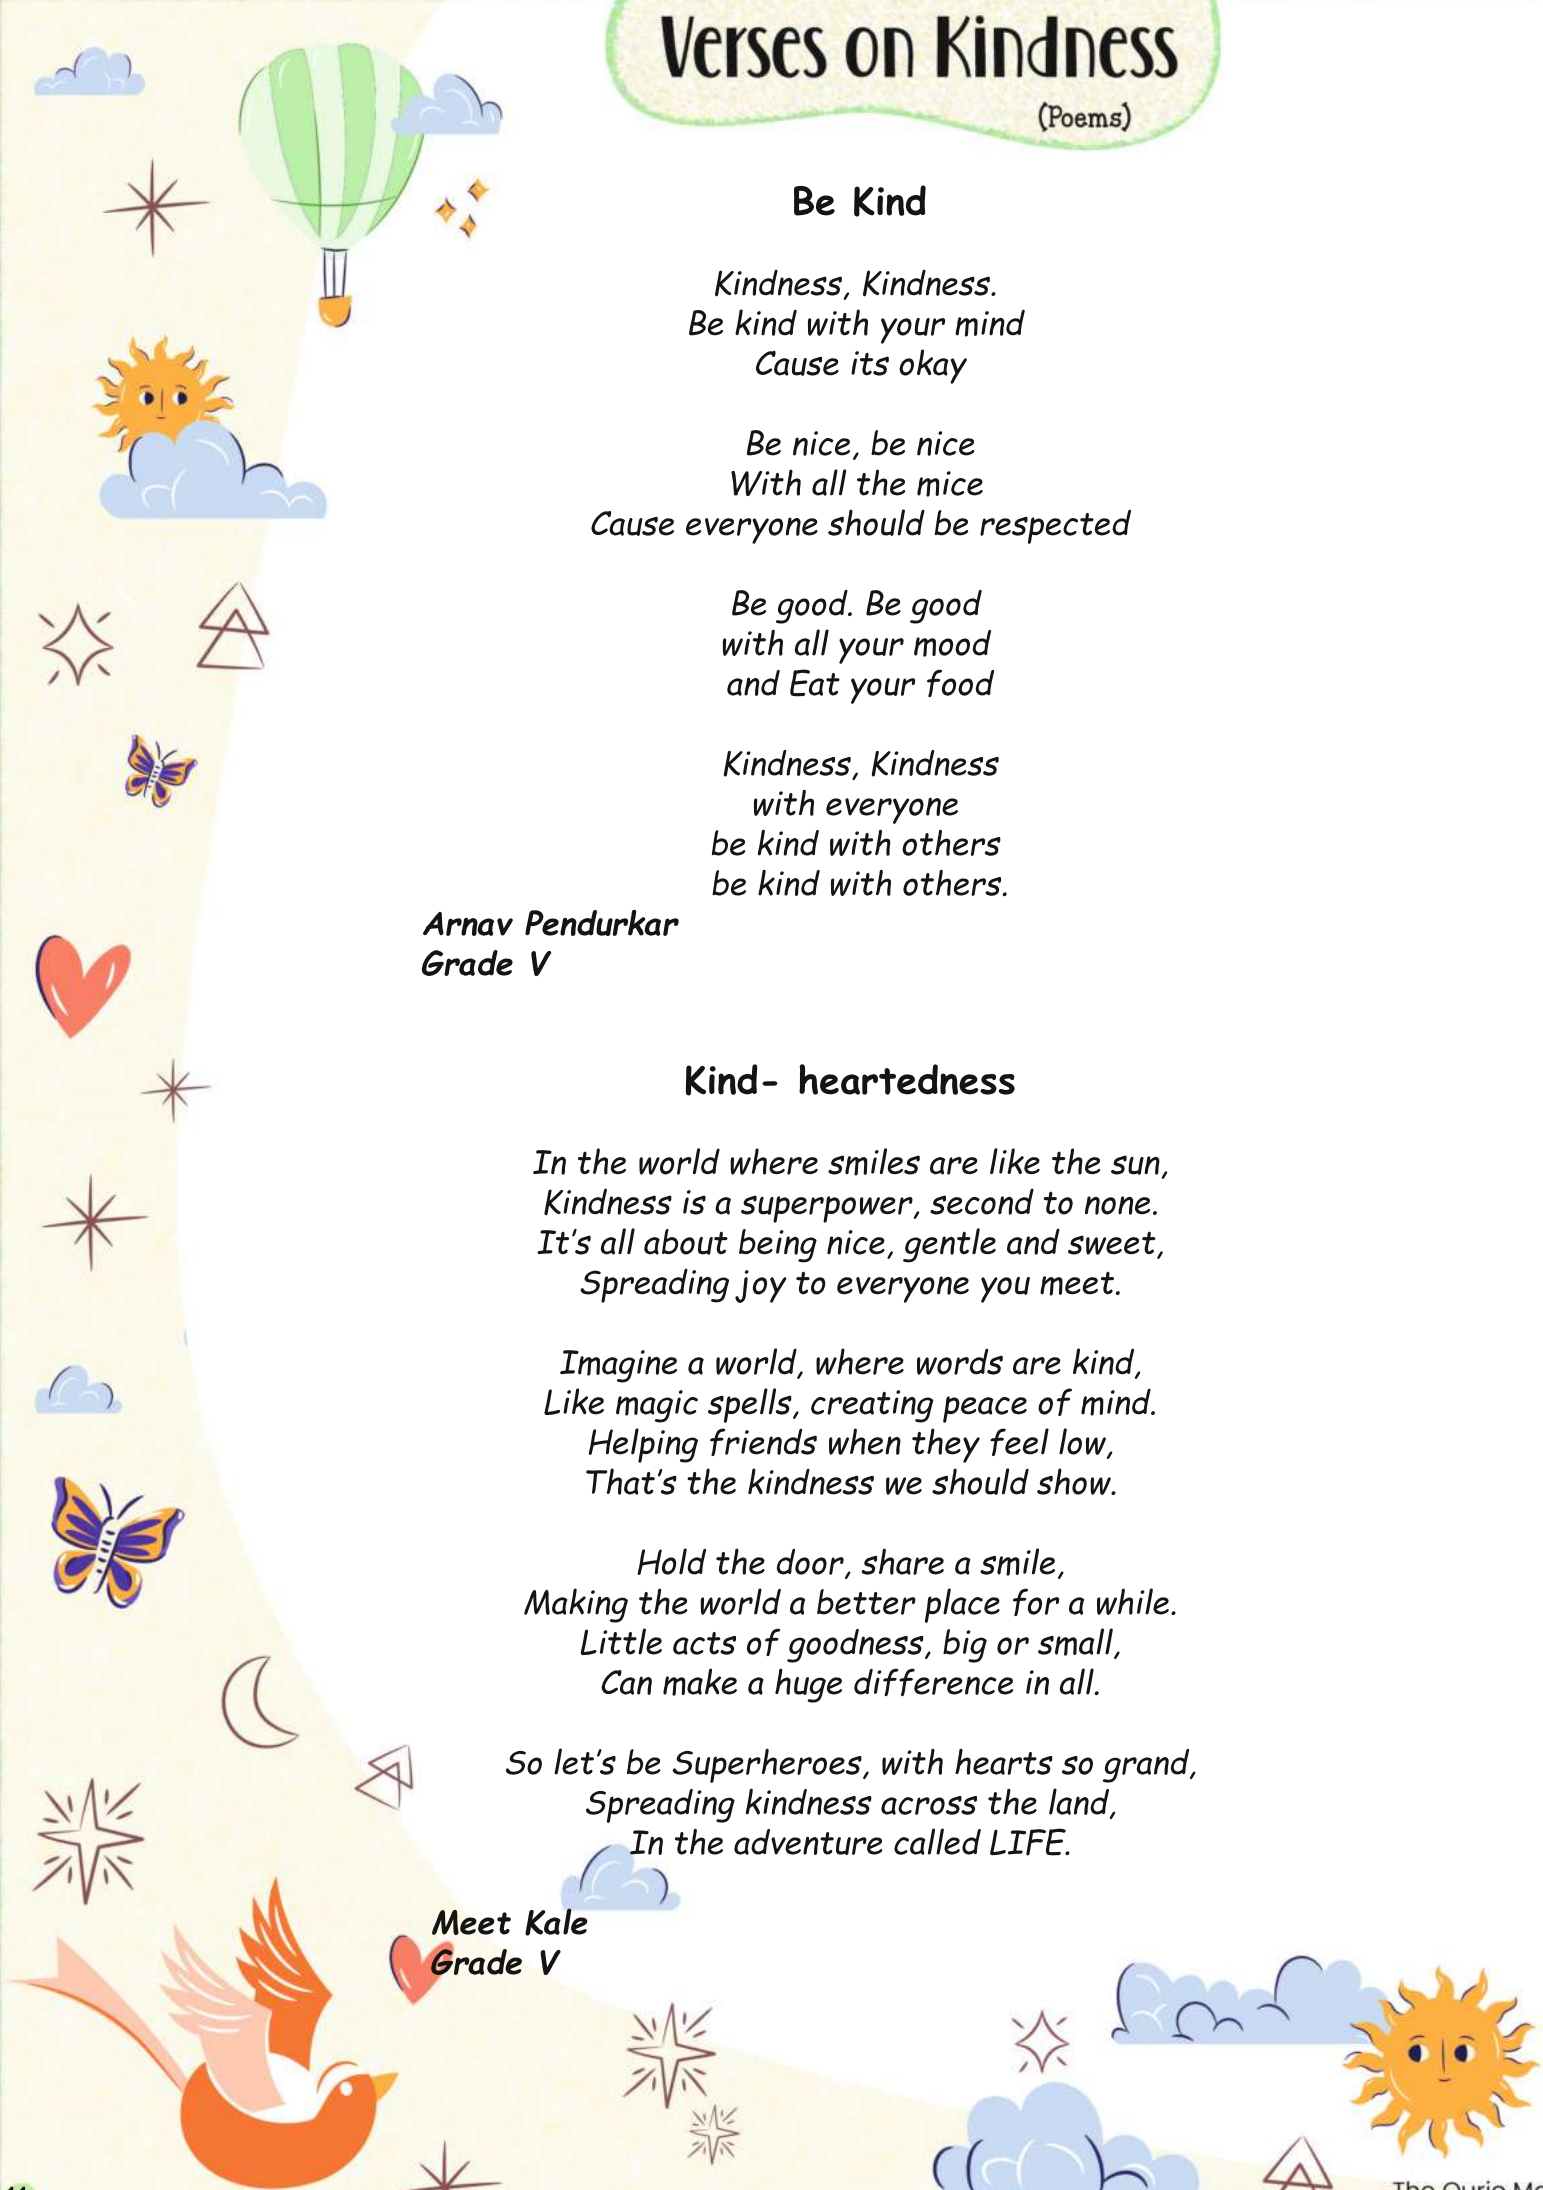 Verses on Kindness
(Poems)
Be Kind
Kindness, Kindness.
Be kind with your mind
Cause its okay
Be nice, be nice
With all the mice
Cause everyone should be respected
Be good. Be good
with all your mood
and Eat your food
Kindness, Kindness
with everyone
be kind with others
be kind with others.
Arnav Pendurkar
Grade V
Kind- heartedness
In the world where smiles are like the sun,
Kindness is a superpower, second to none.
It's all about being nice, gentle and sweet,
Spreading joy to everyone you meet.
Imagine a world, where words are kind,
Like magic spells, creating peace of mind.
Helping friends when they feel low,
That's the kindness we should show.
Hold the door, share a smile,
Making the world a better place for a while.
Little acts of goodness, big or small,
Can make a huge difference in all.
So let's be Superheroes, with hearts so grand,
Spreading kindness across the land,
In the adventure called LIFE.
Meet Kale
Grade V